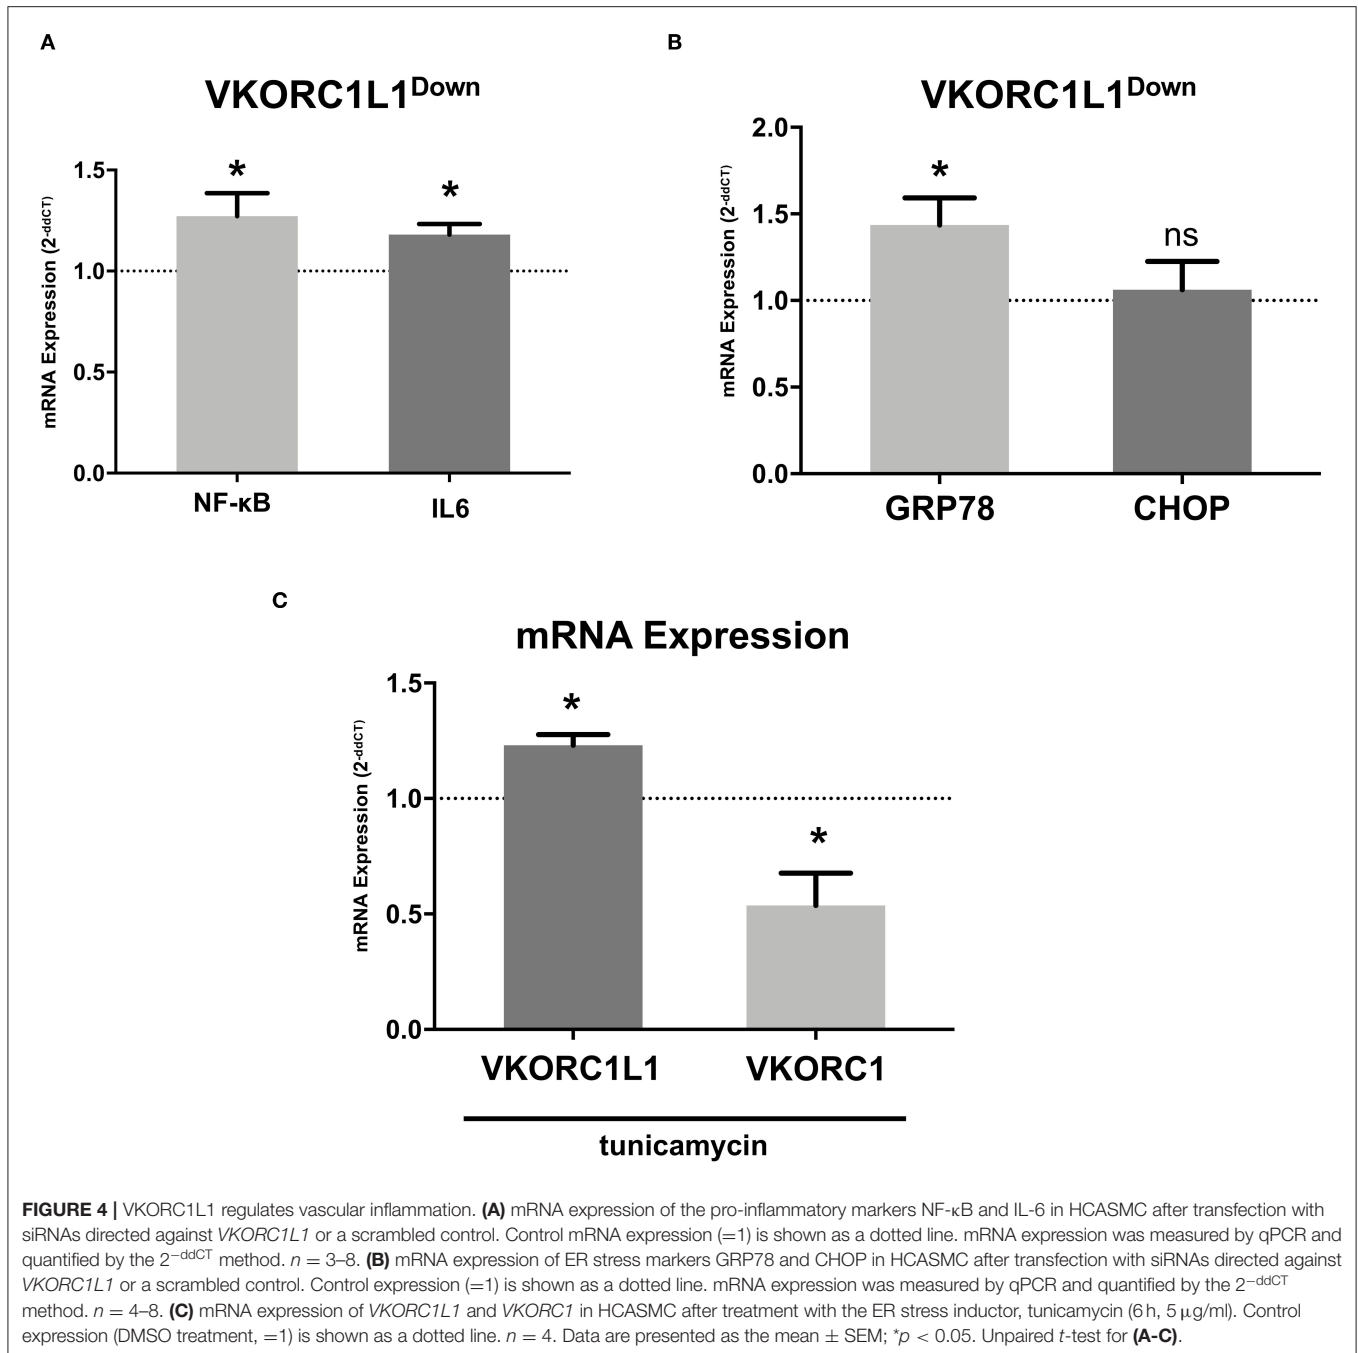 A
VKORC1L1Down
mRNA Expression (2-ddCT)
1.5
1.0
0.5
0.0
*
*
NF-κB
IL6
B
VKORC1L1Down
mRNA Expression (2-ddCT)
2.0
1.5
1.0
0.5
0.0
*
ns
GRP78
CHOP
C
mRNA Expression
mRNA Expression (2-ddCT)
1.5
1.0
0.5
0.0
*
*
VKORC1L1
VKORC1
tunicamycin
FIGURE 4 | VKORC1L1 regulates vascular inflammation. (A) mRNA expression of the pro-inflammatory markers NF-κB and IL-6 in HCASMC after transfection with
siRNAs directed against VKORC1L1 or a scrambled control. Control mRNA expression (=1) is shown as a dotted line. mRNA expression was measured by qPCR and
quantified by the 2−ddCT method. n = 3–8. (B) mRNA expression of ER stress markers GRP78 and CHOP in HCASMC after transfection with siRNAs directed against
VKORC1L1 or a scrambled control. Control expression (=1) is shown as a dotted line. mRNA expression was measured by qPCR and quantified by the 2−ddCT
method. n = 4–8. (C) mRNA expression of VKORC1L1 and VKORC1 in HCASMC after treatment with the ER stress inductor, tunicamycin (6 h, 5 μg/ml). Control
expression (DMSO treatment, =1) is shown as a dotted line. n = 4. Data are presented as the mean ± SEM; *p < 0.05. Unpaired t-test for (A-C).